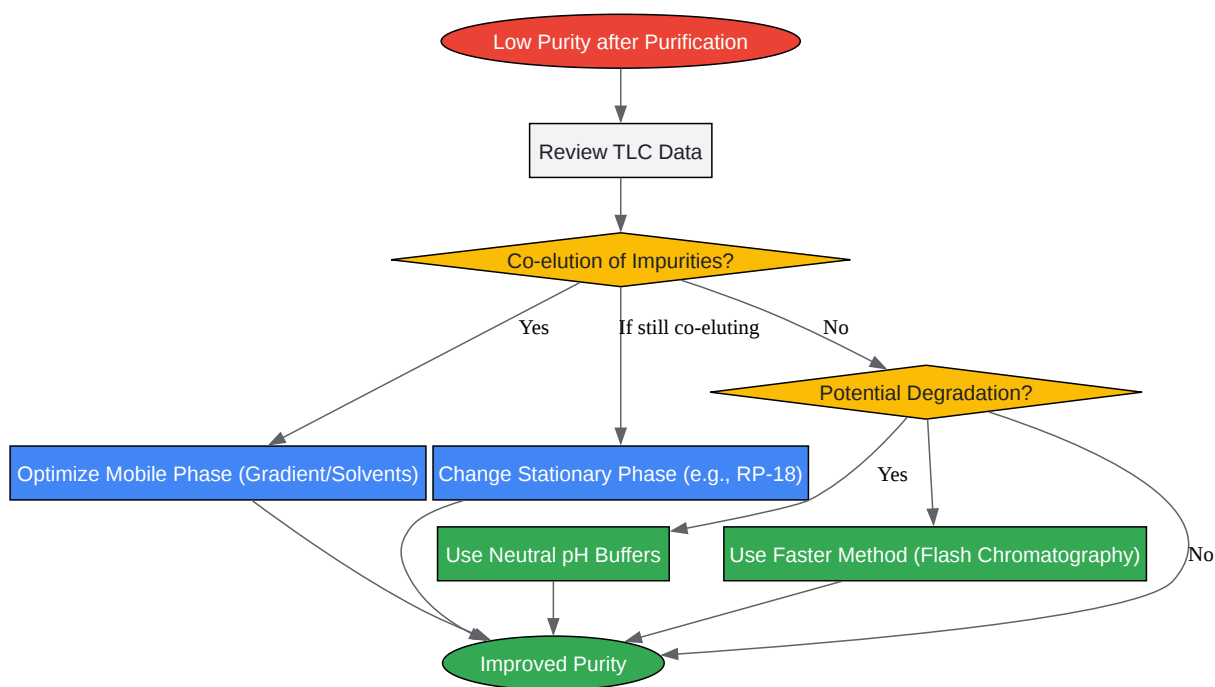 Low Purity after Purification
Review TLC Data
Co-elution of Impurities?
Yes
If still co-eluting
No
Potential Degradation?
Optimize Mobile Phase (Gradient/Solvents)
Change Stationary Phase (e.g., RP-18)
Yes
Use Neutral pH Buffers
Use Faster Method (Flash Chromatography)
No
Improved Purity